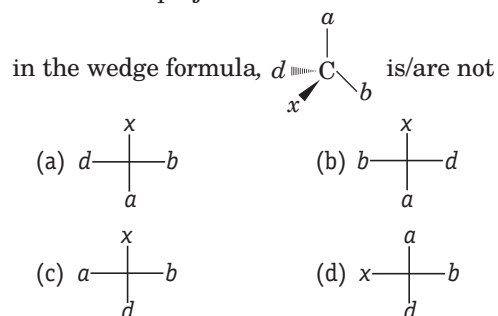 a
in the wedge formula, d C b x is/are not
(a) x d b a
(b) x b d a
(c) x a b d
(d) a x b d